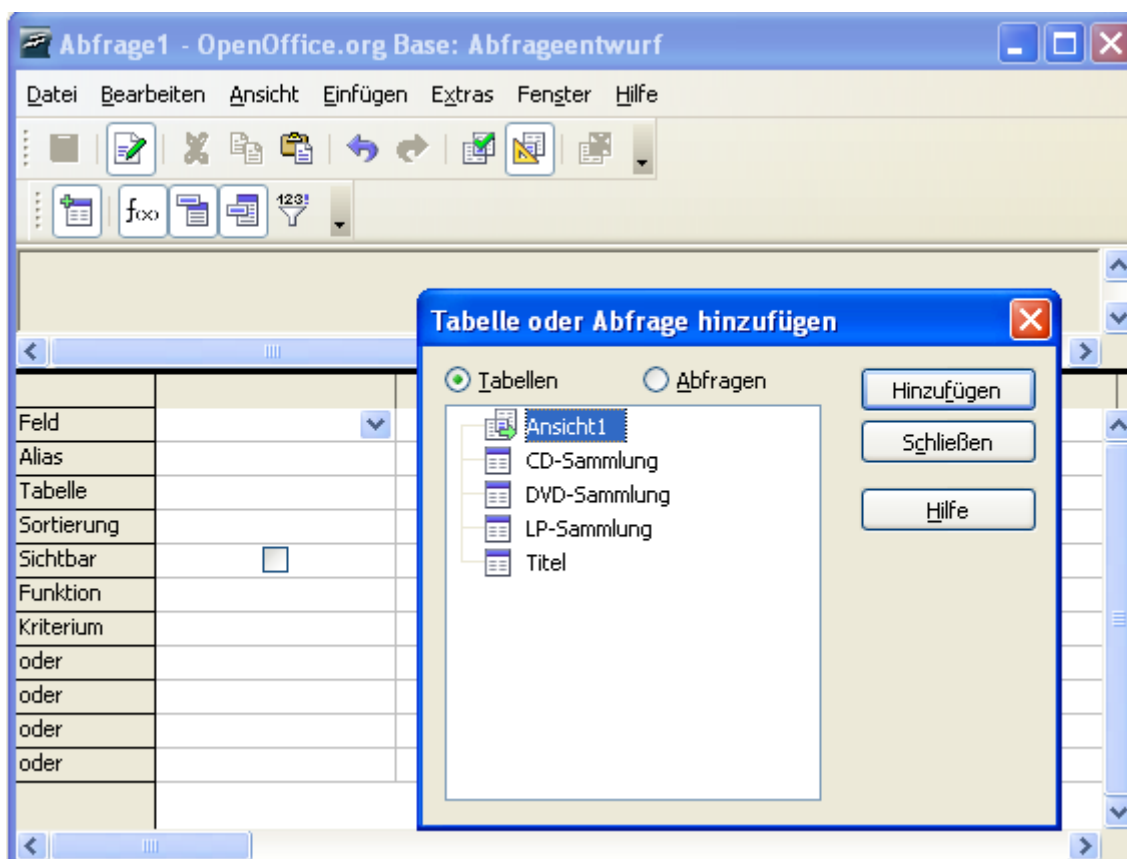 Abfrage1 - OpenOffice.org Base: Abfrageentwurf
Datei Bearbeiten Ansicht Einfügen Extras Fenster Hilfe
f(x) 123!
Tabelle oder Abfrage hinzufügen
Tabellen Abfragen
Hinzufügen
Schließen
Hilfe
Ansicht1
CD-Sammlung
DVD-Sammlung
LP-Sammlung
Titel
Feld
Alias
Tabelle
Sortierung
Sichtbar
Funktion
Kriterium
oder
oder
oder
oder